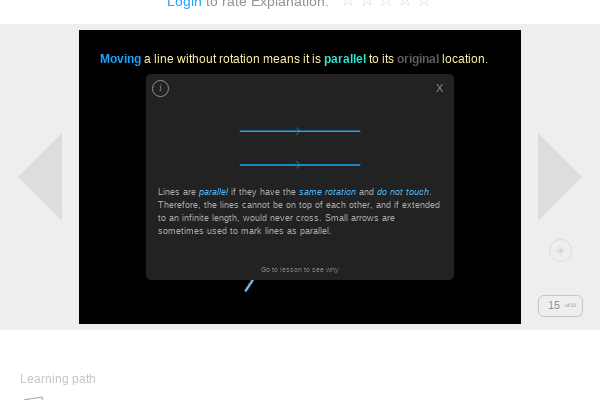 Login to rate Explanation. ☆ ☆ ☆ ☆ ☆
Moving a line without rotation means it is parallel to its original location.
i X
Lines are parallel if they have the same rotation and do not touch.
Therefore, the lines cannot be on top of each other, and if extended
to an infinite length, would never cross. Small arrows are
sometimes used to mark lines as parallel.
Go to lesson to see why
15
Learning path